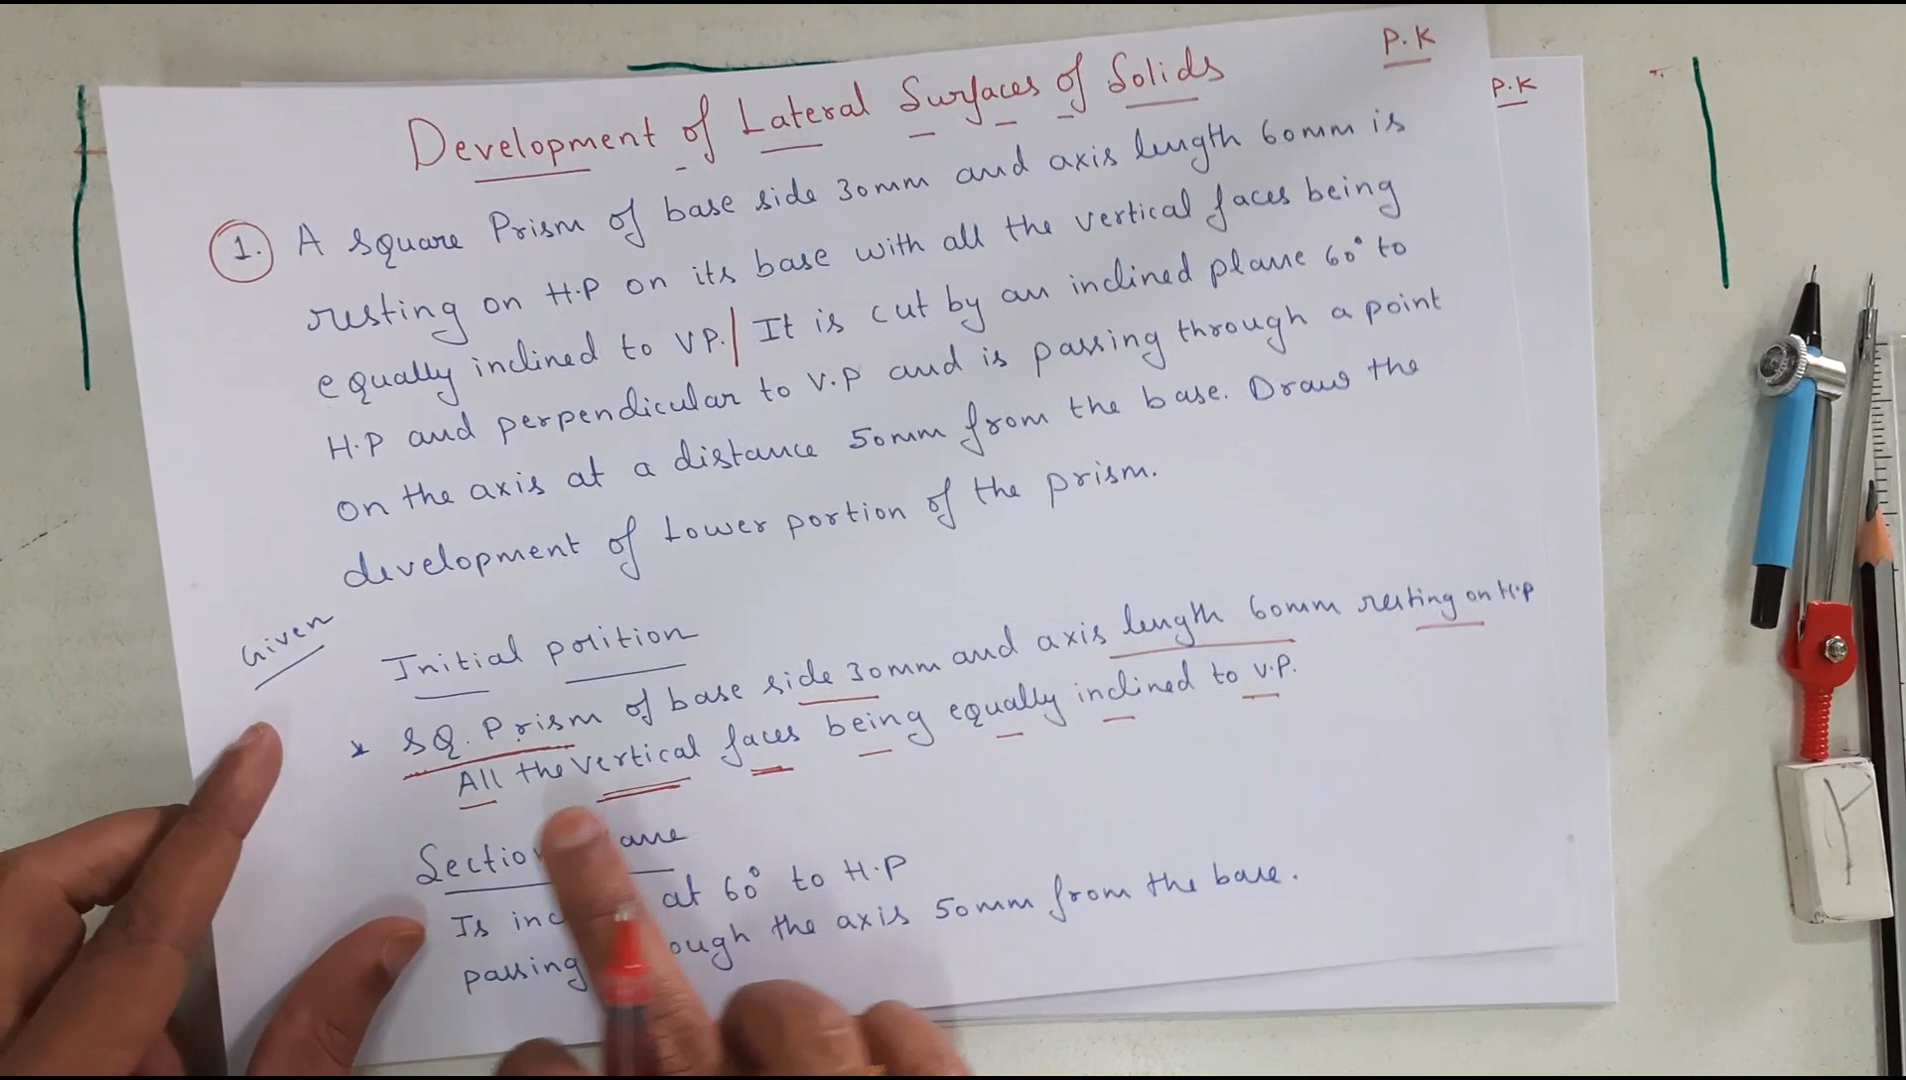 P.K
P.K
Development of Lateral Surfaces of Solids
1. A square Prism of base side 30mm and axis length 60mm is
resting on H.P on its base with all the vertical faces being
equally inclined to VP. It is cut by an inclined plane 60° to
H.P and perpendicular to V.P and is passing through a point
on the axis at a distance 50mm from the base. Draw the
development of Lower portion of the prism.
Given
Initial position
* SQ. Prism of base side 30mm and axis length 60mm resting on H.P
All the vertical faces being equally inclined to V.P.
Section
Is at 60° to H.P
passing the axis 50mm from the base.